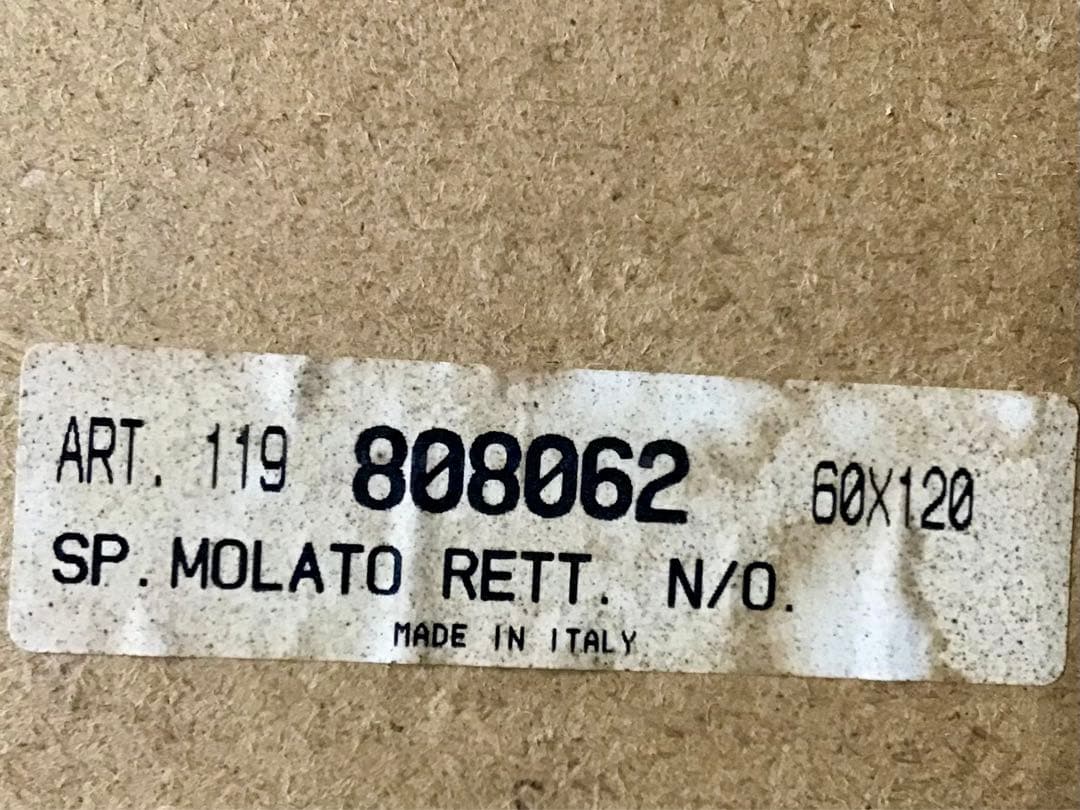 ART. 119 808062 60X120
SP. MOLATO RETT. N/O.
MADE IN ITALY